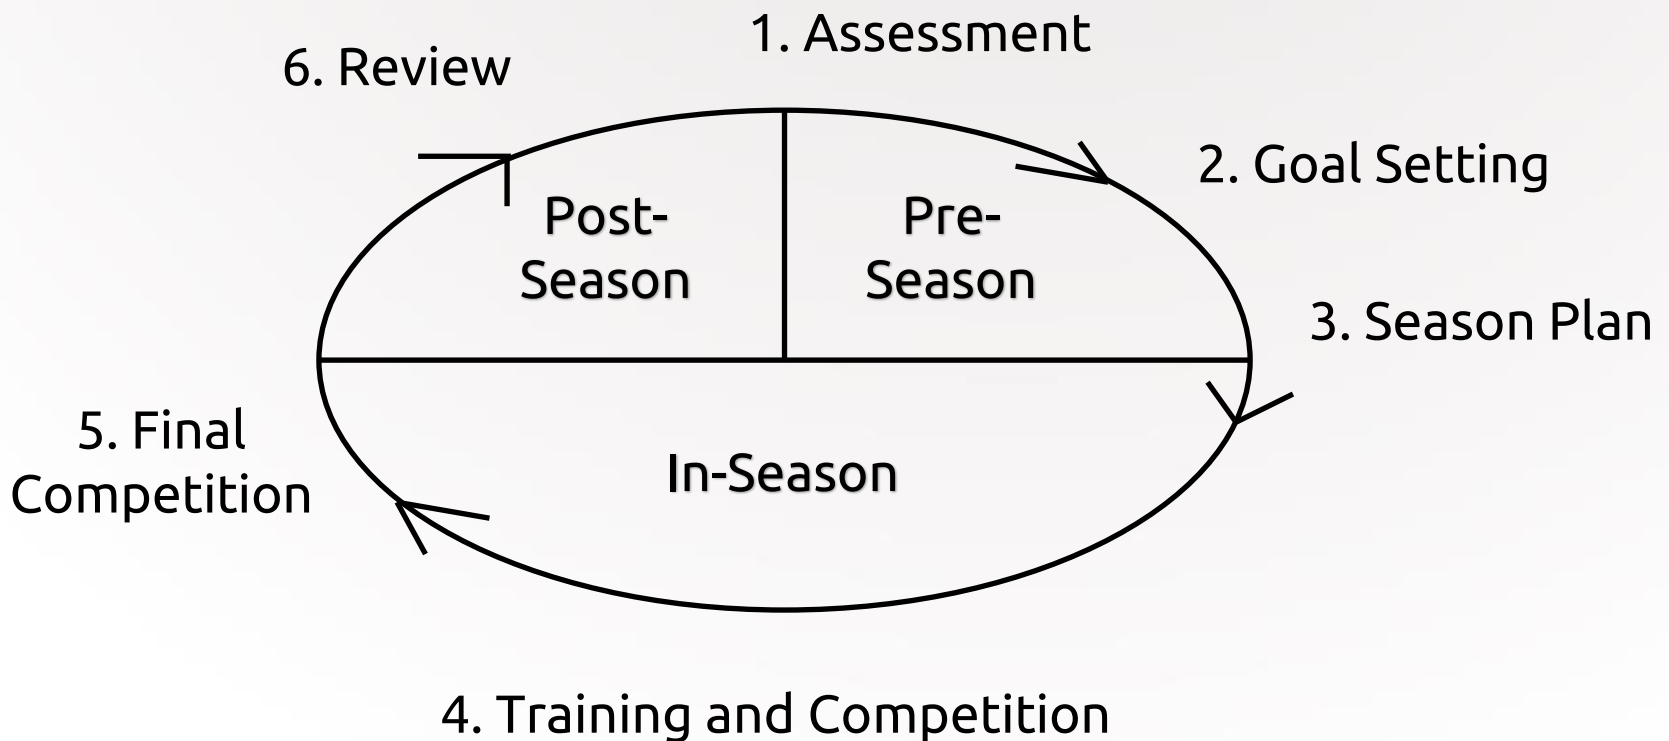 1. Assessment
6. Review
2. Goal Setting
Post-
Season
Pre-
Season
3. Season Plan
5. Final
Competition
In-Season
4. Training and Competition